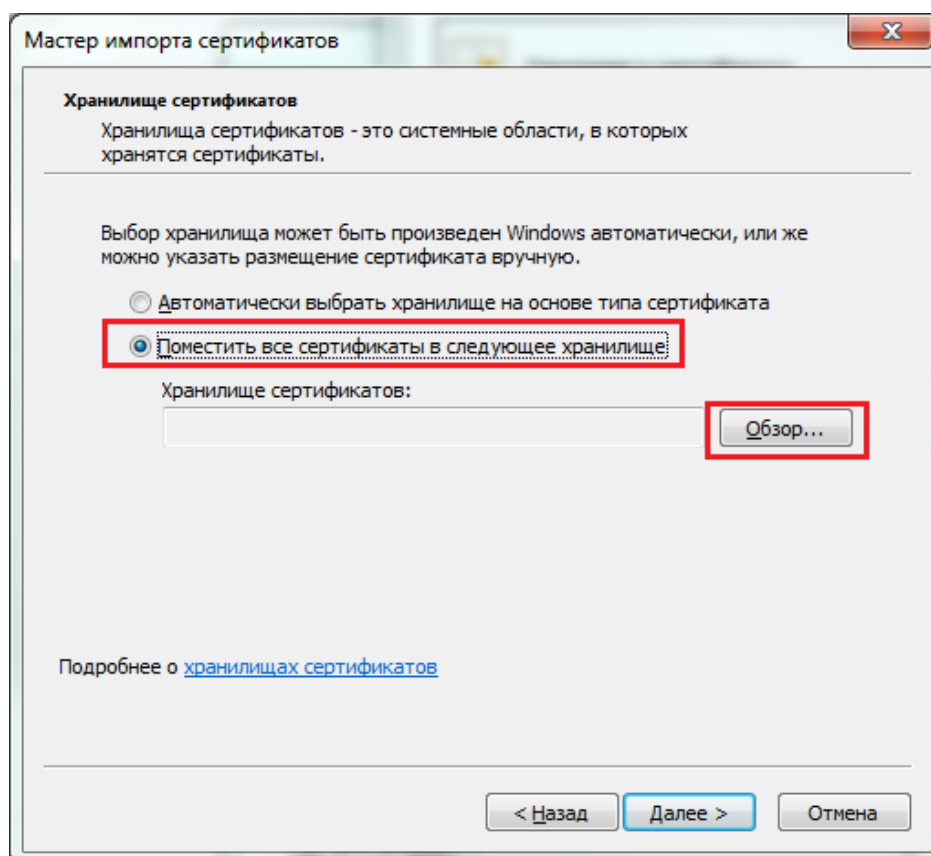 Мастер импорта сертификатов
Хранилище сертификатов
Хранилища сертификатов - это системные области, в которых
хранятся сертификаты.
Выбор хранилища может быть произведен Windows автоматически, или же
можно указать размещение сертификата вручную.
Автоматически выбрать хранилище на основе типа сертификата
Поместить все сертификаты в следующее хранилище
Хранилище сертификатов:
Обзор...
Подробнее о хранилищах сертификатов
< Назад
Далее >
Отмена